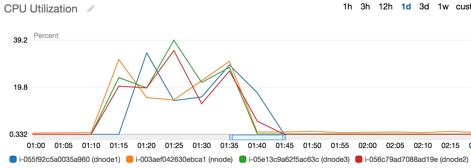 CPU Utilization
1h 3h 12h 1d 3d 1w cust
Percent
39.2
19.8
0.332
01:00 01:05 01:10 01:15 01:20 01:25 01:30 01:35 01:40 01:45 01:50 01:55 02:00 02:05 02:10 02:15
i-055f92c5a0035a960 (dnode1) i-003aef042630ebca1 (nnode) i-05e13c9a62f5ac63c (dnode3) i-056c79ad7088ad19e (dnode